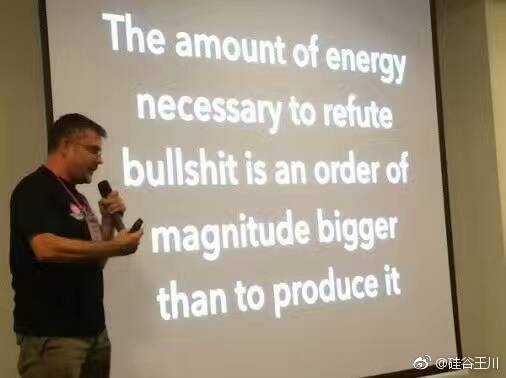 The amount of energy
necessary to refute
bullshit is an order of
magnitude bigger
than to produce it
@硅谷王川